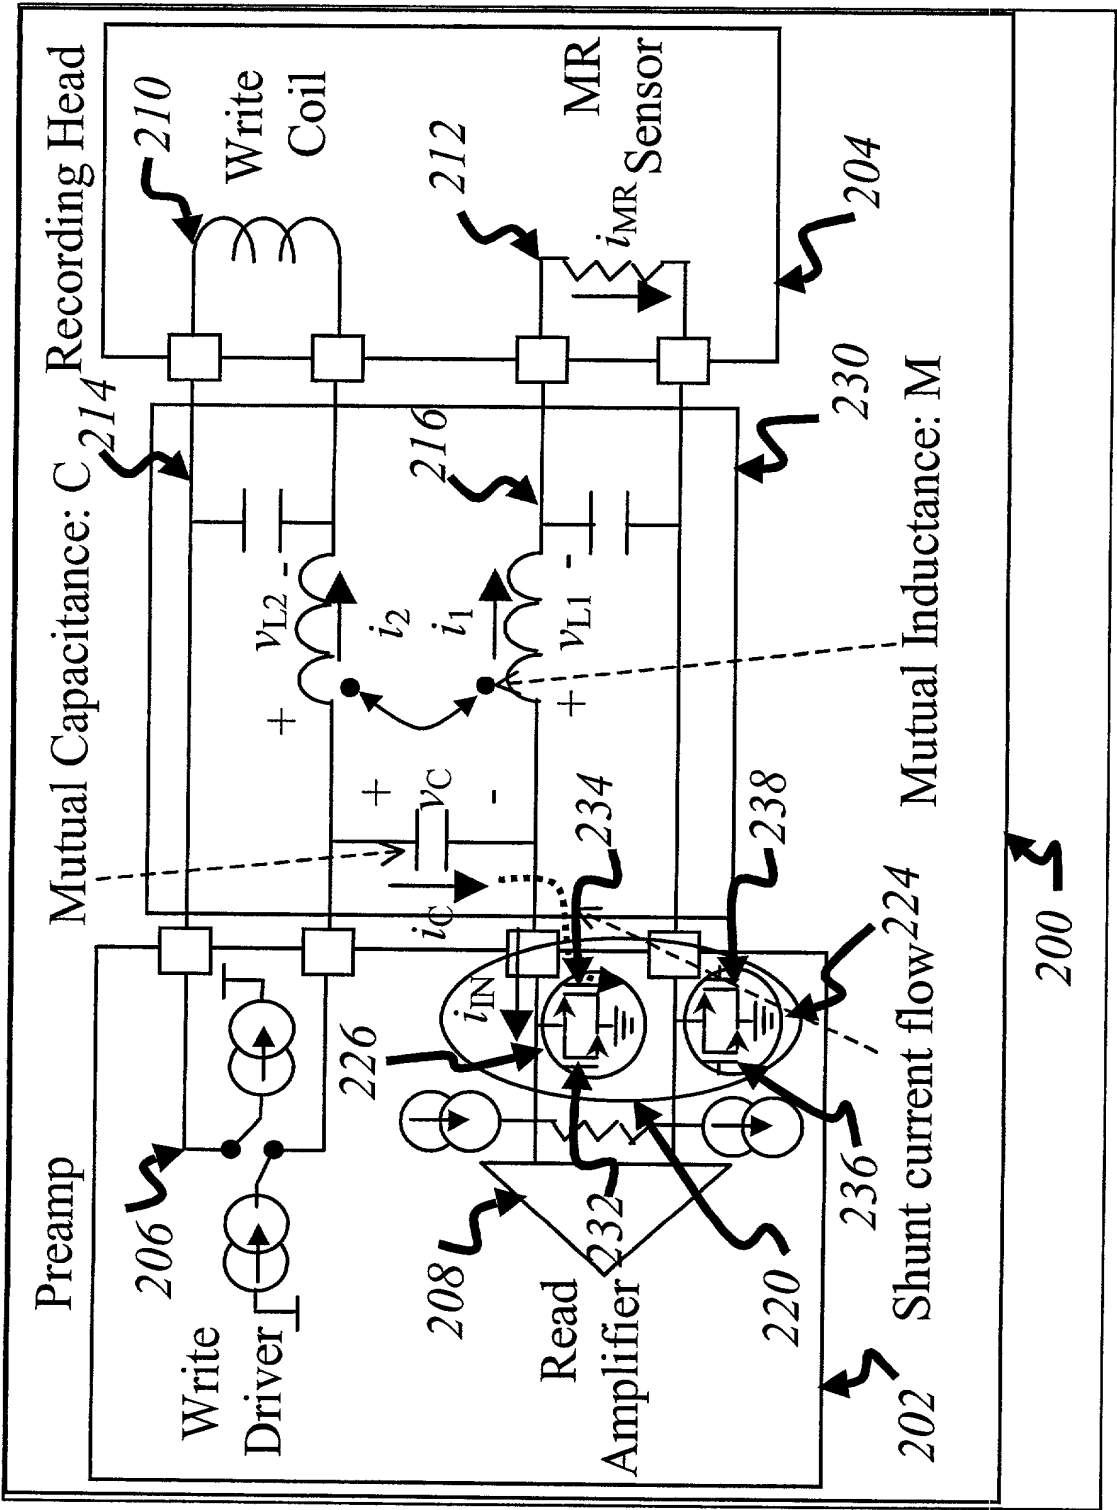 Preamp
Mutual Capacitance: C
Recording Head
206
214
210
Write
Driver
Write
Coil
+
vL2
-
i2
+
vC
-
iC
i1
216
212
226
iIN
+
vL1
-
iMR
MR
Sensor
208
Read
Amplifier
232
234
220
236
238
230
204
224
202
Shunt current flow
Mutual Inductance: M
200